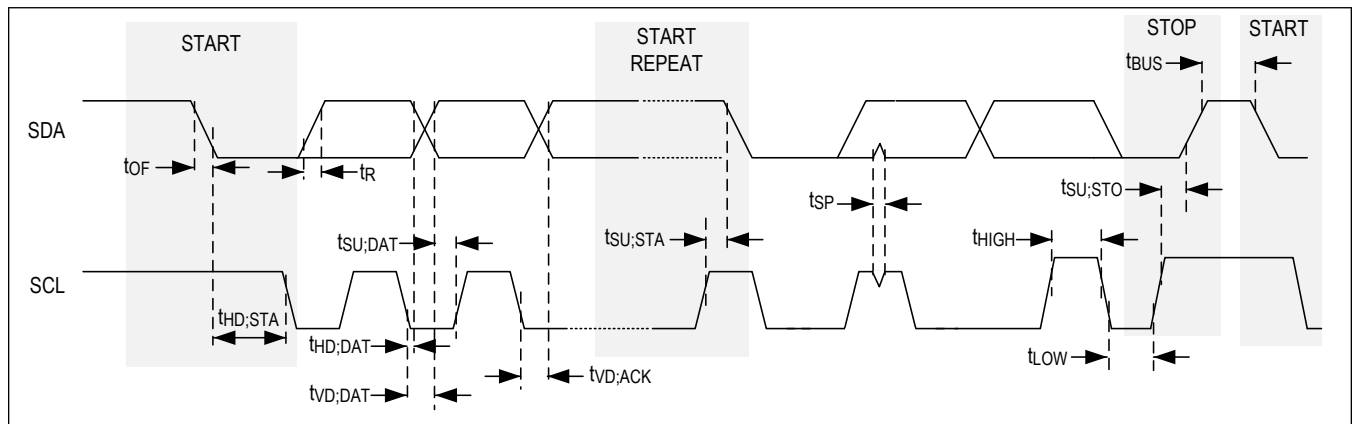 START
START
REPEAT
STOP
START
tBUS
SDA
tOF
tR
tSP
tSU;STO
tSU;DAT
tSU;STA
tHIGH
SCL
tHD;STA
tHD;DAT
tLOW
tVD;DAT
tVD;ACK